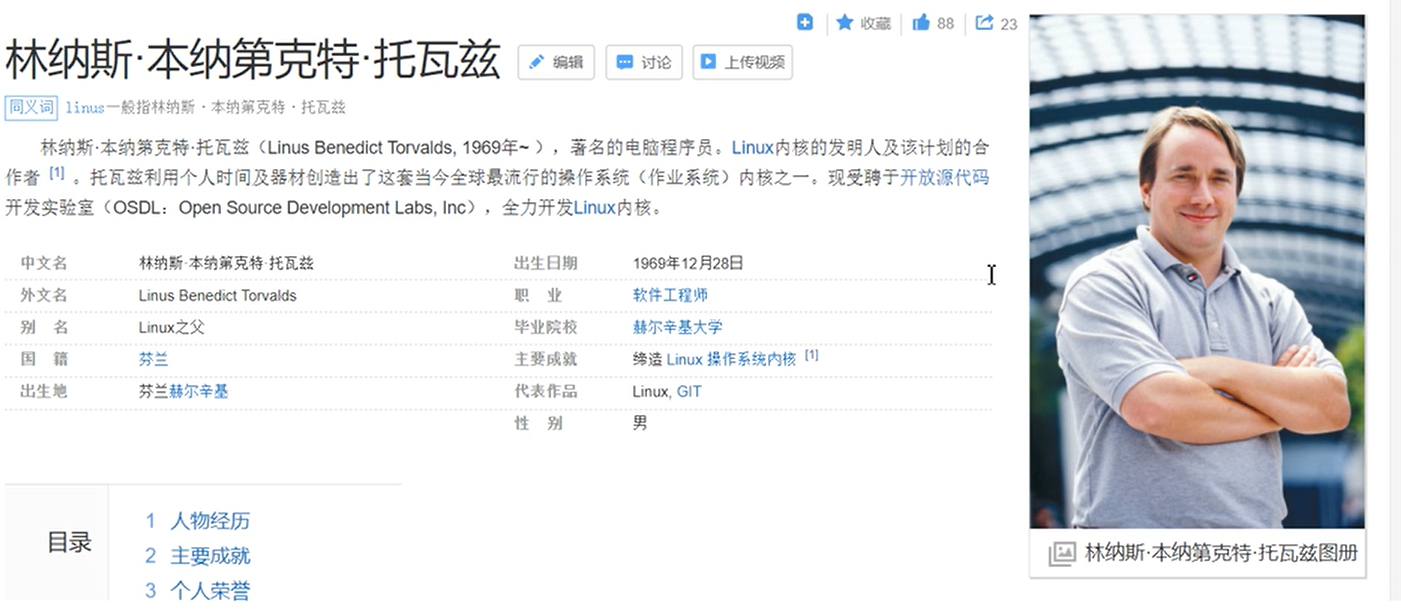 收藏 88 23
林纳斯·本纳第克特·托瓦兹 编辑 讨论 上传视频
同义词 linus一般指林纳斯·本纳第克特·托瓦兹
林纳斯·本纳第克特·托瓦兹（Linus Benedict Torvalds, 1969年~ ），著名的电脑程序员。Linux内核的发明人及该计划的合
作者 [1] 。托瓦兹利用个人时间及器材创造出了这套当今全球最流行的操作系统（作业系统）内核之一。现受聘于开放源代码
开发实验室（OSDL：Open Source Development Labs, Inc），全力开发Linux内核。
中文名 林纳斯·本纳第克特·托瓦兹 出生日期 1969年12月28日
外文名 Linus Benedict Torvalds 职 业 软件工程师
别 名 Linux之父 毕业院校 赫尔辛基大学
国 籍 芬兰 主要成就 缔造 Linux 操作系统内核 [1]
出生地 芬兰赫尔辛基 代表作品 Linux, GIT
性 别 男
目录
1 人物经历
2 主要成就
3 个人荣誉
林纳斯·本纳第克特·托瓦兹图册